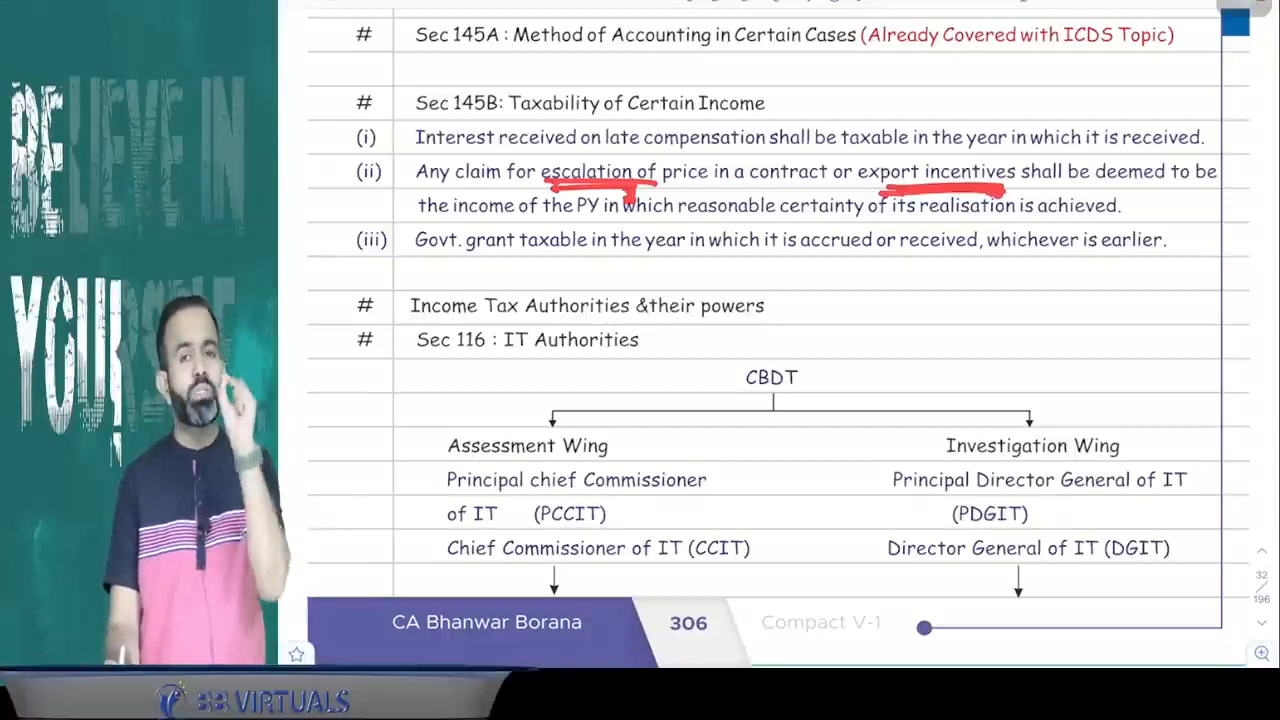 # Sec 145A : Method of Accounting in Certain Cases (Already Covered with ICDS Topic)
# Sec 145B: Taxability of Certain Income
(i) Interest received on late compensation shall be taxable in the year in which it is received.
(ii) Any claim for escalation of price in a contract or export incentives shall be deemed to be
the income of the PY in which reasonable certainty of its realisation is achieved.
(iii) Govt. grant taxable in the year in which it is accrued or received, whichever is earlier.
# Income Tax Authorities &their powers
# Sec 116 : IT Authorities
CBDT
Assessment Wing Investigation Wing
Principal chief Commissioner Principal Director General of IT
of IT (PCCIT) (PDGIT)
Chief Commissioner of IT (CCIT) Director General of IT (DGIT)
32
/
196
CA Bhanwar Borana 306 Compact V-1
BELIEVE IN
BB VIRTUALS